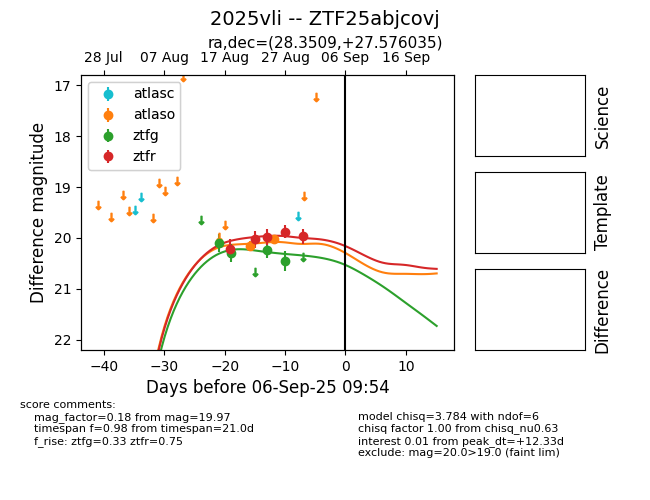 2025vli -- ZTF25abjcovj
ra,dec=(28.3509,+27.576035)
28 Jul 07 Aug 17 Aug 27 Aug 06 Sep 16 Sep
atlasc
atlaso
ztfg
ztfr
17
18
19
20
21
22
Difference magnitude
−40 −30 −20 −10 0 10
Days before 06-Sep-25 09:54
Science
Template
Difference
score comments:
mag_factor=0.18 from mag=19.97
timespan f=0.98 from timespan=21.0d
f_rise: ztfg=0.33 ztfr=0.75
model chisq=3.784 with ndof=6
chisq factor 1.00 from chisq_nu0.63
interest 0.01 from peak_dt=+12.33d
exclude: mag=20.0>19.0 (faint lim)